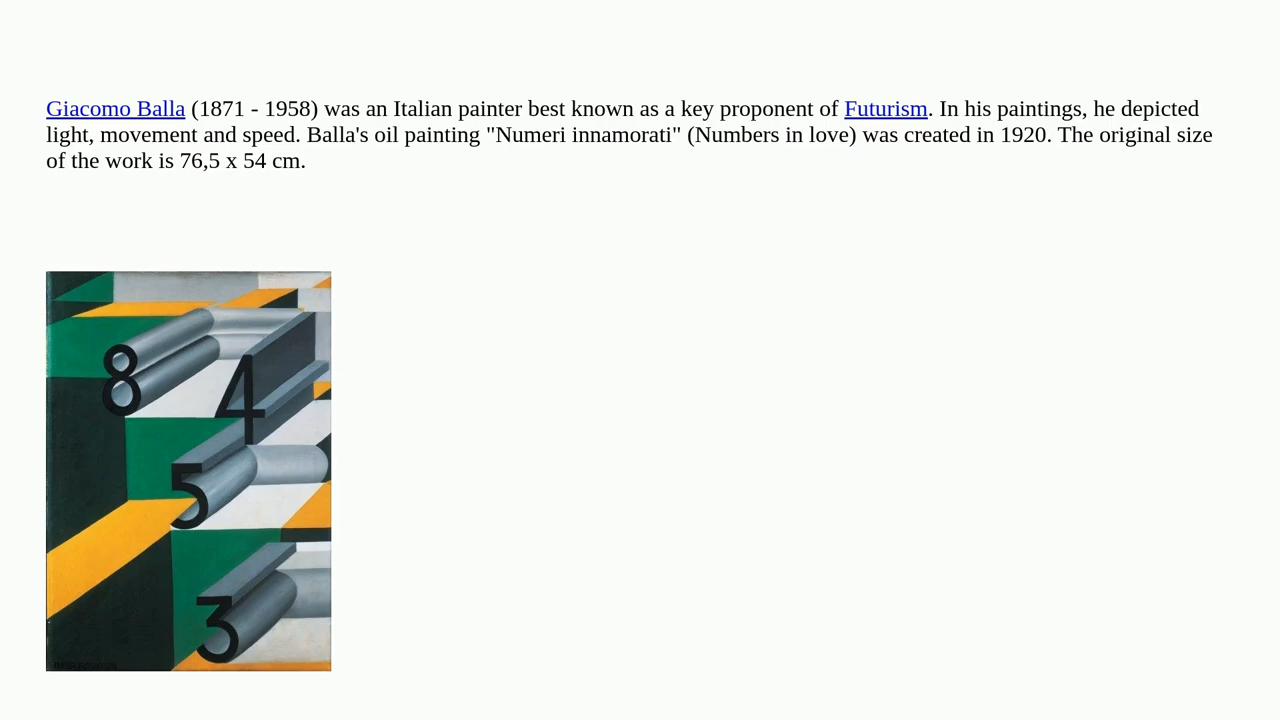 Giacomo Balla (1871 - 1958) was an Italian painter best known as a key proponent of Futurism. In his paintings, he depicted
light, movement and speed. Balla's oil painting "Numeri innamorati" (Numbers in love) was created in 1920. The original size
of the work is 76,5 x 54 cm.
8
4
5
3